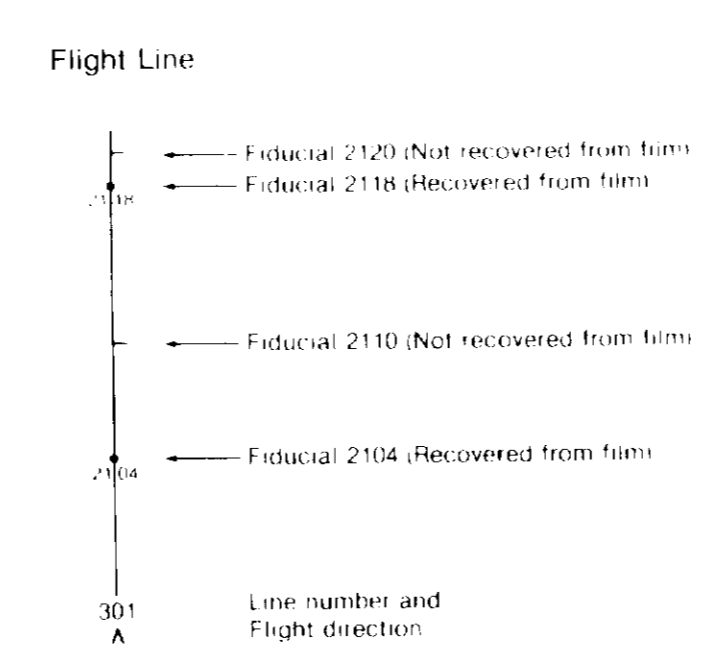 Flight Line
Fiducial 2120 (Not recovered from film)
Fiducial 2118 (Recovered from film)
2118
Fiducial 2110 (Not recovered from film)
Fiducial 2104 (Recovered from film)
2104
301
Line number and
Flight direction